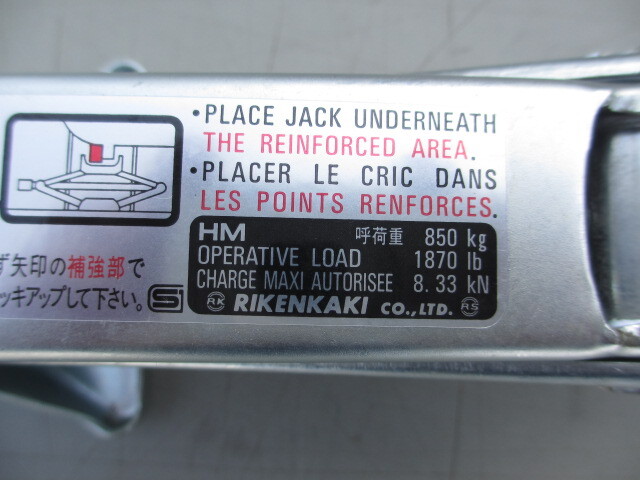 ・PLACE JACK UNDERNEATH
THE REINFORCED AREA.
・PLACER LE CRIC DANS
LES POINTS RENFORCES.
ず矢印の補強部で
ッキアップして下さい。
HM 呼荷重 850 kg
OPERATIVE LOAD 1870 lb
CHARGE MAXI AUTORISEE 8.33 kN
RIKENKAKI CO.,LTD.